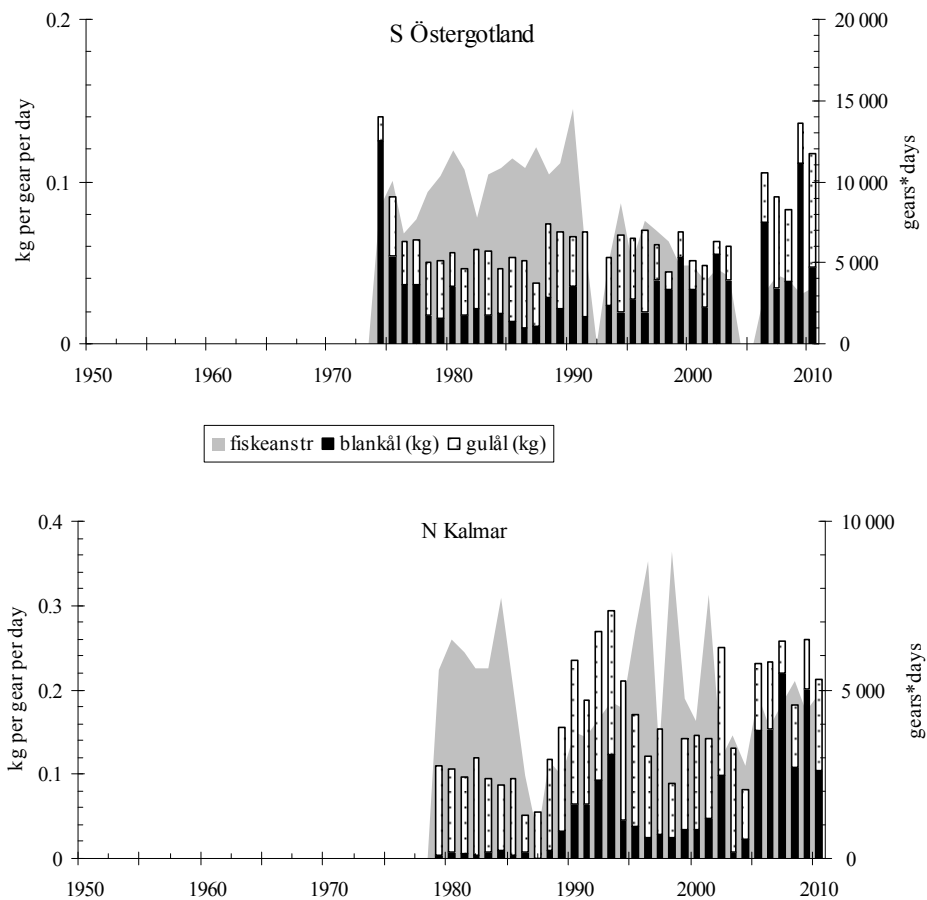 S Östergotland
kg per gear per day
0.2
0.1
0
20 000
15 000
10 000
5 000
0
gears*days
1950 1960 1970 1980 1990 2000 2010
fiskeanstr blankål (kg) gulål (kg)
N Kalmar
kg per gear per day
0.4
0.3
0.2
0.1
0
10 000
5 000
0
gears*days
1950 1960 1970 1980 1990 2000 2010